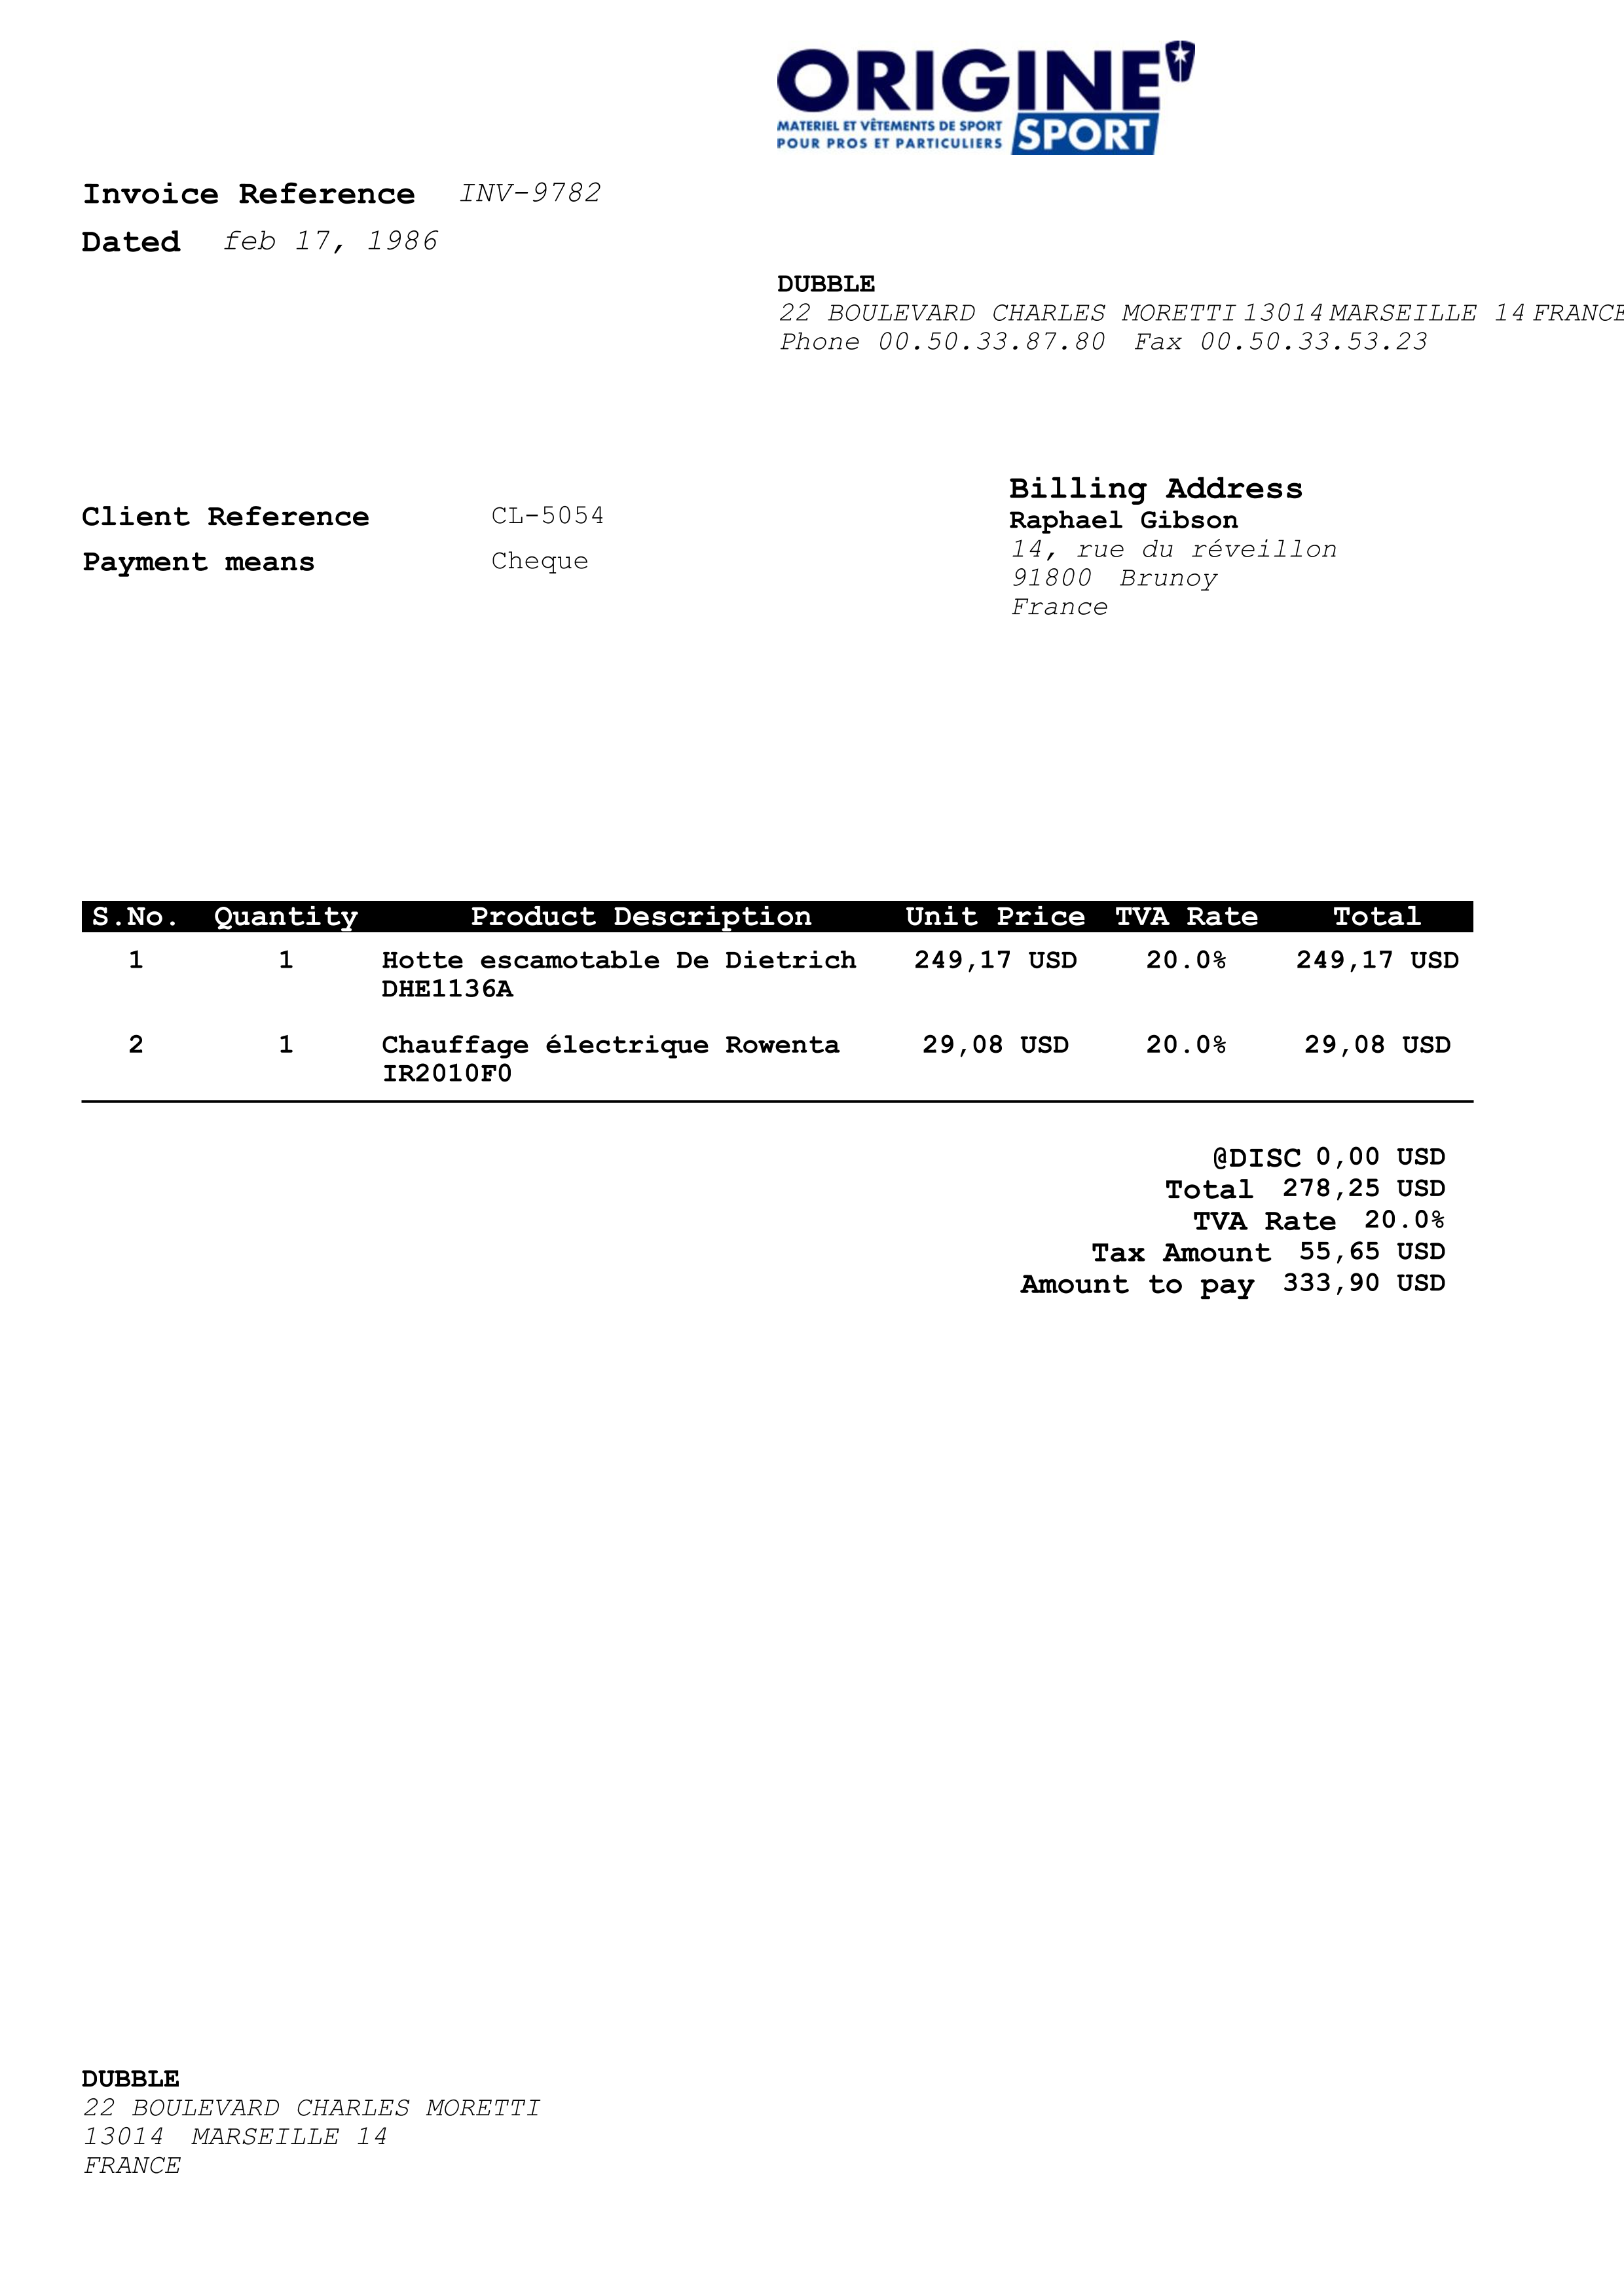 ORIGINE
MATERIEL ET VÊTEMENTS DE SPORT
POUR PROS ET PARTICULIERS
SPORT
Invoice Reference INV-9782
Dated feb 17, 1986
DUBBLE
22 BOULEVARD CHARLES MORETTI 13014 MARSEILLE 14 FRANCE
Phone 00.50.33.87.80 Fax 00.50.33.53.23
Client Reference CL-5054
Payment means Cheque
Billing Address
Raphael Gibson
14, rue du réveillon
91800 Brunoy
France
S.No. Quantity Product Description Unit Price TVA Rate Total
1 1 Hotte escamotable De Dietrich 249,17 USD 20.0% 249,17 USD
DHE1136A
2 1 Chauffage électrique Rowenta 29,08 USD 20.0% 29,08 USD
IR2010F0
@DISC 0,00 USD
Total 278,25 USD
TVA Rate 20.0%
Tax Amount 55,65 USD
Amount to pay 333,90 USD
DUBBLE
22 BOULEVARD CHARLES MORETTI
13014 MARSEILLE 14
FRANCE